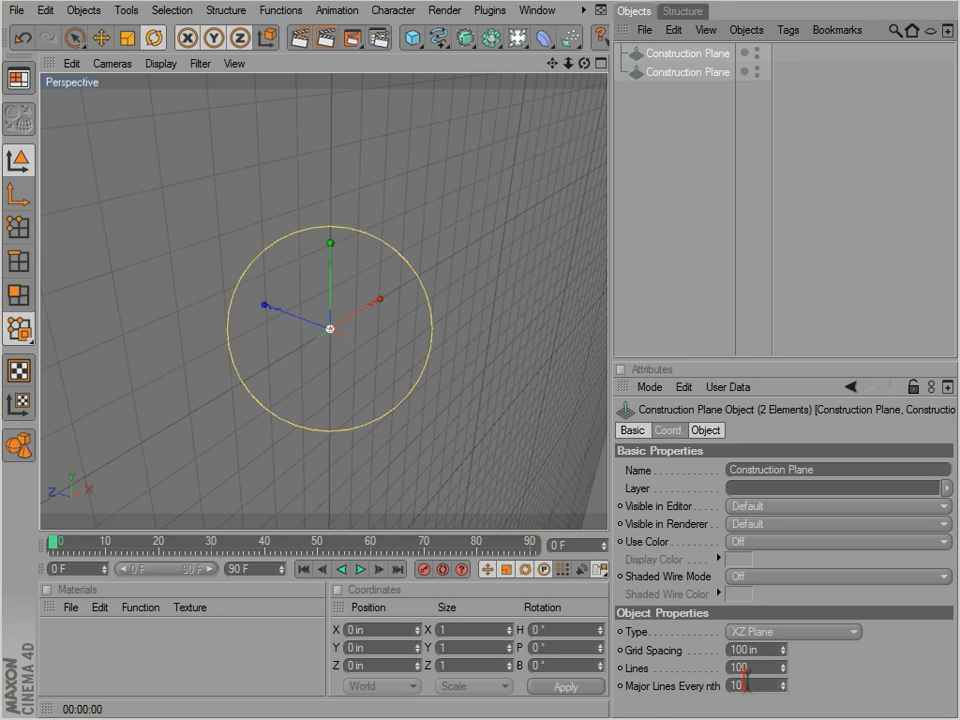 File Edit Objects Tools Selection Structure Functions Animation Character Render Plugins Window
Objects Structure
File Edit View Objects Tags Bookmarks
X Y Z
Edit Cameras Display Filter View
Perspective
Construction Plane
Construction Plane
Y
Z X
Attributes
Mode Edit User Data
Construction Plane Object (2 Elements) [Construction Plane, Constructio
Basic Coord. Object
Basic Properties
Name Construction Plane
Layer
Visible in Editor Default
Visible in Renderer Default
Use Color Off
Display Color
Shaded Wire Mode Off
Shaded Wire Color
Object Properties
Type XZ Plane
Grid Spacing 100 in
Lines 100
Major Lines Every nth 10
0 10 20 30 40 50 60 70 80 90 0 F
0 F 0 F 90 F 90 F
Materials
File Edit Function Texture
Coordinates
Position Size Rotation
X 0 in X 1 H 0 °
Y 0 in Y 1 P 0 °
Z 0 in Z 1 B 0 °
World Scale Apply
MAXON
CINEMA 4D
00:00:00